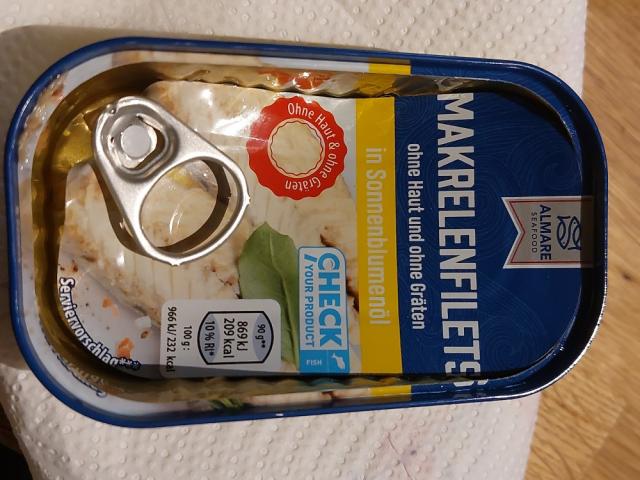 ALMARE
SEAFOOD
MAKRELENFILETS
ohne Haut und ohne Gräten
in Sonnenblumenöl
Ohne Haut & ohne
Gräten
CHECK
YOUR PRODUCT
FISH
90 g**
869 kJ
209 kcal
10 % RI*
100 g:
966 kJ/232 kcal
Serviervorschlag***